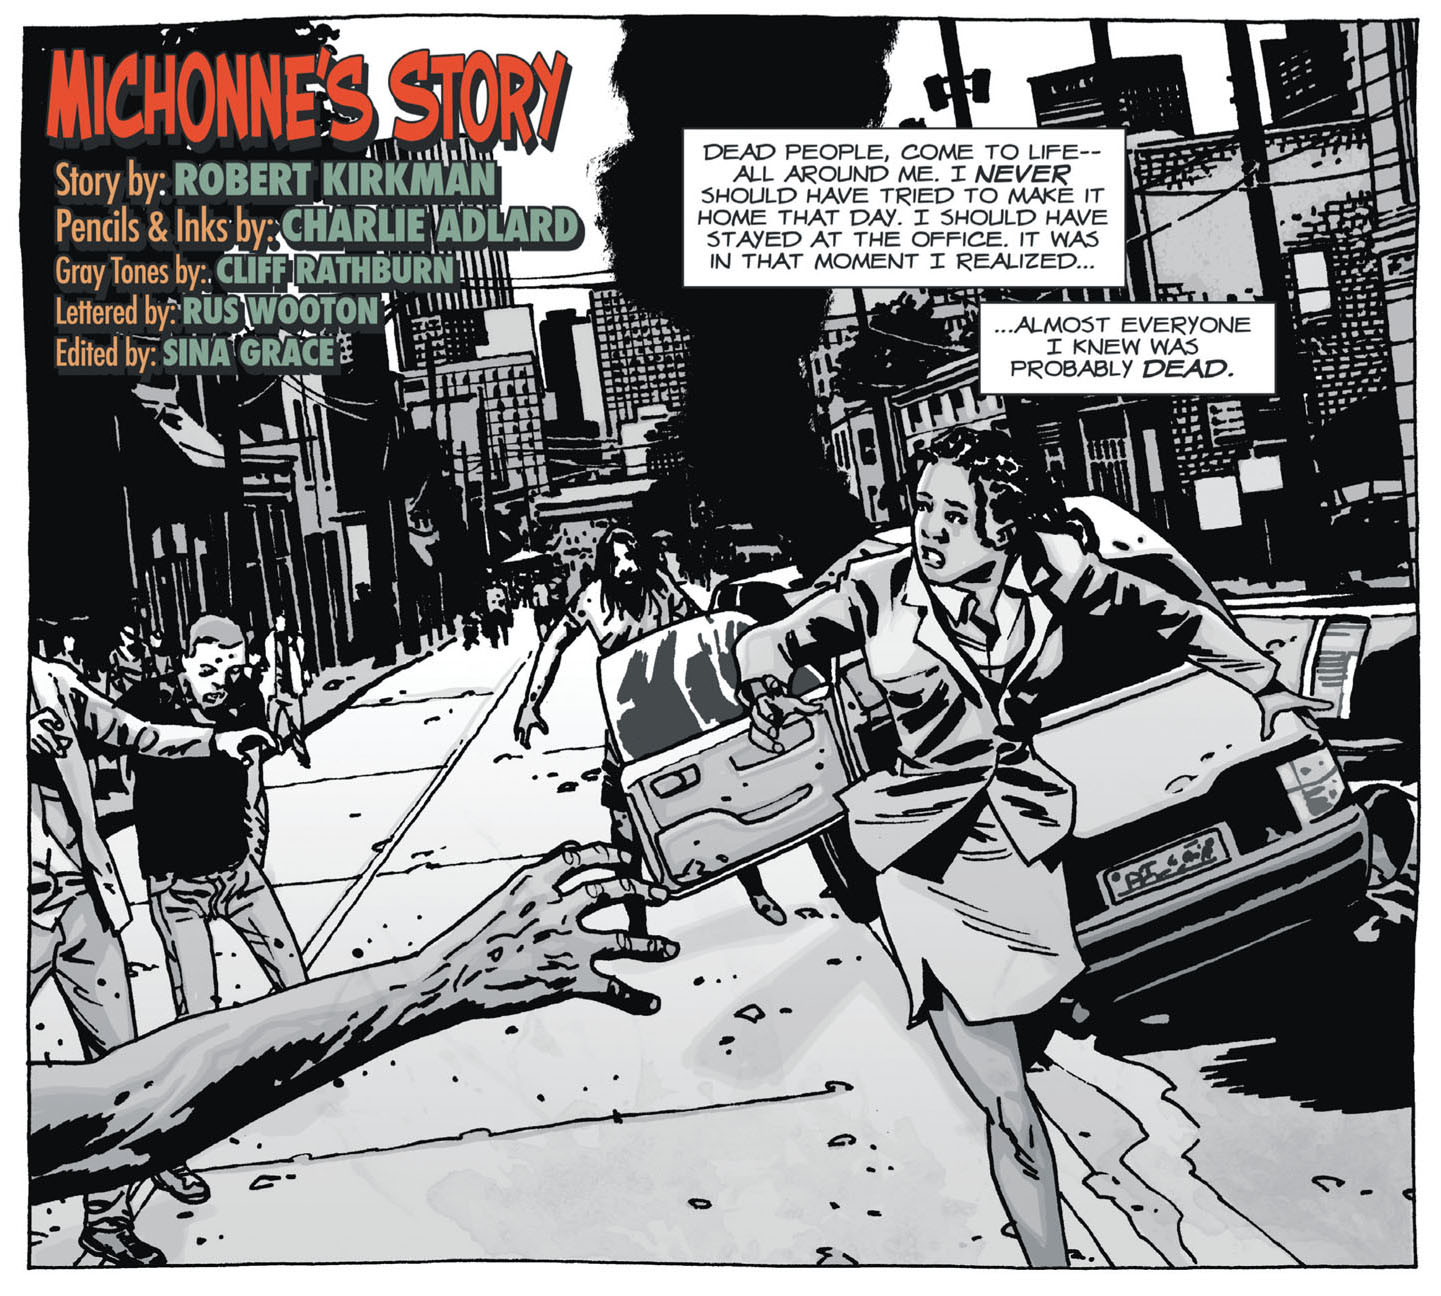 MICHONNE'S STORY
Story by: ROBERT KIRKMAN
Pencils & Inks by: CHARLIE ADLARD
Gray Tones by: CLIFF RATHBURN
Lettered by: RUS WOOTON
Edited by: SINA GRACE
DEAD PEOPLE, COME TO LIFE--
ALL AROUND ME. I NEVER
SHOULD HAVE TRIED TO MAKE IT
HOME THAT DAY. I SHOULD HAVE
STAYED AT THE OFFICE. IT WAS
IN THAT MOMENT I REALIZED...
...ALMOST EVERYONE
I KNEW WAS
PROBABLY DEAD.